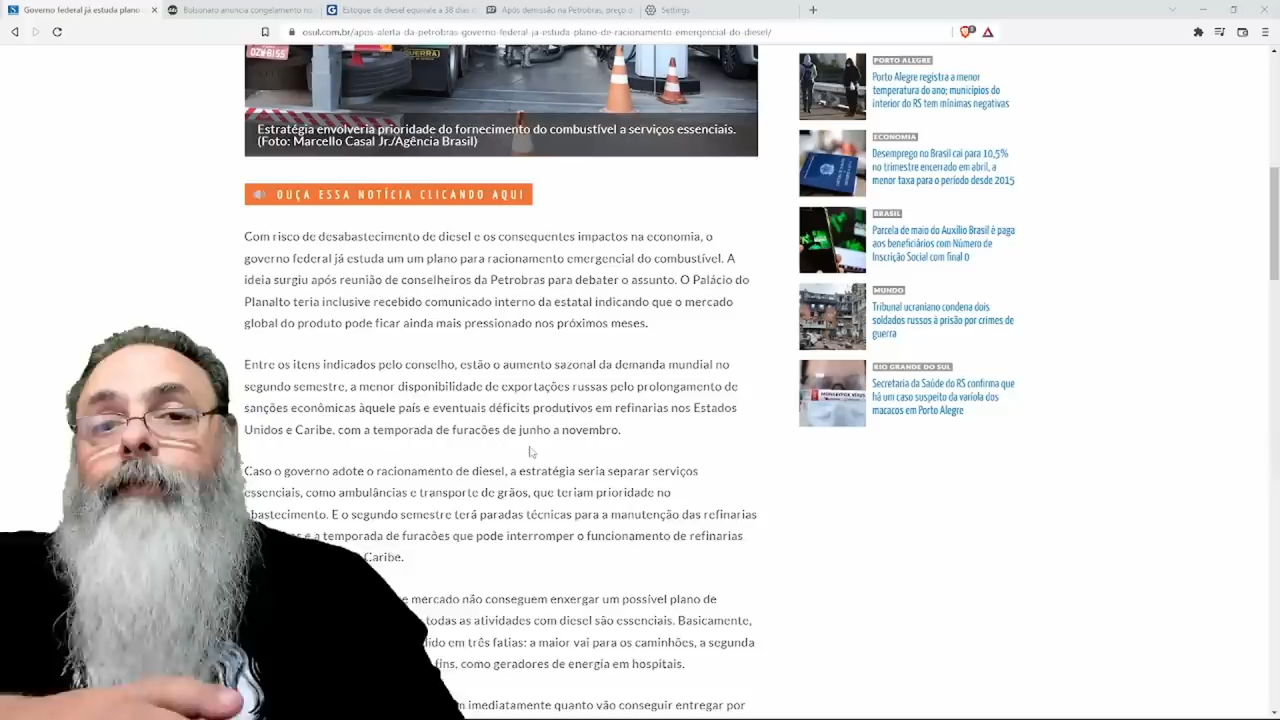 Governo federal já estuda plano
Bolsonaro anuncia congelamento no
Estoque de diesel equivale a 38 dias
Após demissão na Petrobras, preço d
Settings
osul.com.br/apos-alerta-da-petrobras-governo-federal-ja-estuda-plano-de-racionamento-emergencial-do-diesel/
Estratégia envolveria prioridade do fornecimento do combustível a serviços essenciais.
(Foto: Marcello Casal Jr./Agência Brasil)
OUÇA ESSA NOTÍCIA CLICANDO AQUI
Com risco de desabastecimento de diesel e os consequentes impactos na economia, o
governo federal já estuda um um plano para racionamento emergencial do combustível. A
ideia surgiu após reunião de conselheiros da Petrobras para debater o assunto. O Palácio do
Planalto teria inclusive recebido comunicado interno da estatal indicando que o mercado
global do produto pode ficar ainda mais pressionado nos próximos meses.
Entre os itens indicados pelo conselho, estão o aumento sazonal da demanda mundial no
segundo semestre, a menor disponibilidade de exportações russas pelo prolongamento de
sanções econômicas àquele país e eventuais déficits produtivos em refinarias nos Estados
Unidos e Caribe, com a temporada de furacões de junho a novembro.
Caso o governo adote o racionamento de diesel, a estratégia seria separar serviços
essenciais, como ambulâncias e transporte de grãos, que teriam prioridade no
abastecimento. E o segundo semestre terá paradas técnicas para a manutenção das refinarias
e a temporada de furacões que pode interromper o funcionamento de refinarias
Caribe.
e mercado não conseguem enxergar um possível plano de
todas as atividades com diesel são essenciais. Basicamente,
dido em três fatias: a maior vai para os caminhões, a segunda
fins, como geradores de energia em hospitais.
m imediatamente quanto vão conseguir entregar por
PORTO ALEGRE
Porto Alegre registra a menor
temperatura do ano; municípios do
interior do RS tem mínimas negativas
ECONOMIA
Desemprego no Brasil cai para 10,5%
no trimestre encerrado em abril, a
menor taxa para o período desde 2015
BRASIL
Parcela de maio do Auxílio Brasil é paga
aos beneficiários com Número de
Inscrição Social com final 0
MUNDO
Tribunal ucraniano condena dois
soldados russos à prisão por crimes de
guerra
RIO GRANDE DO SUL
Secretaria da Saúde do RS confirma que
há um caso suspeito da varíola dos
macacos em Porto Alegre